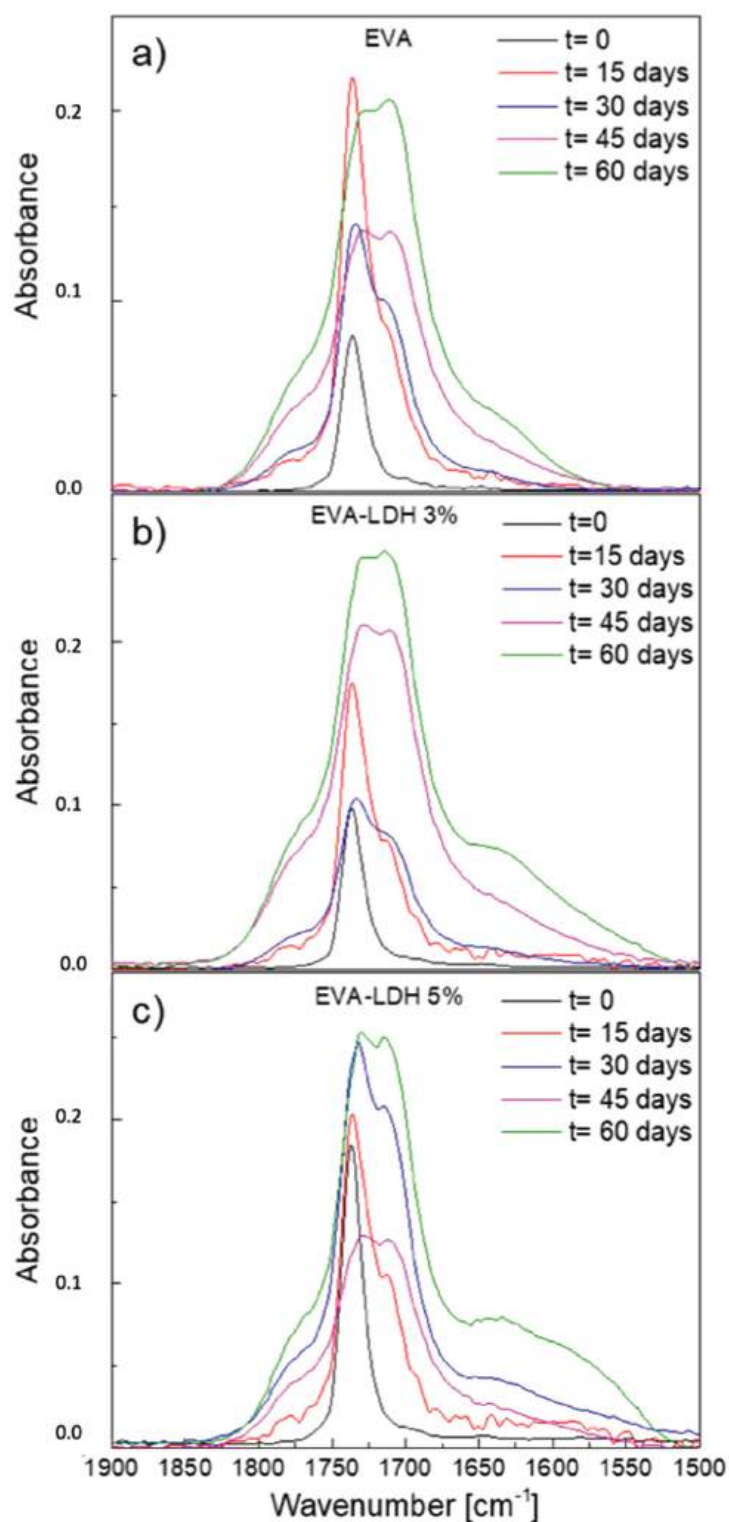 a)
EVA
t= 0
t= 15 days
t= 30 days
t= 45 days
t= 60 days
0.2
0.1
0.0
Absorbance
b)
EVA-LDH 3%
t=0
t=15 days
t= 30 days
t= 45 days
t= 60 days
0.2
0.1
0.0
Absorbance
c)
EVA-LDH 5%
t= 0
t= 15 days
t= 30 days
t= 45 days
t= 60 days
0.2
0.1
0.0
Absorbance
1900 1850 1800 1750 1700 1650 1600 1550 1500
Wavenumber [cm⁻¹]